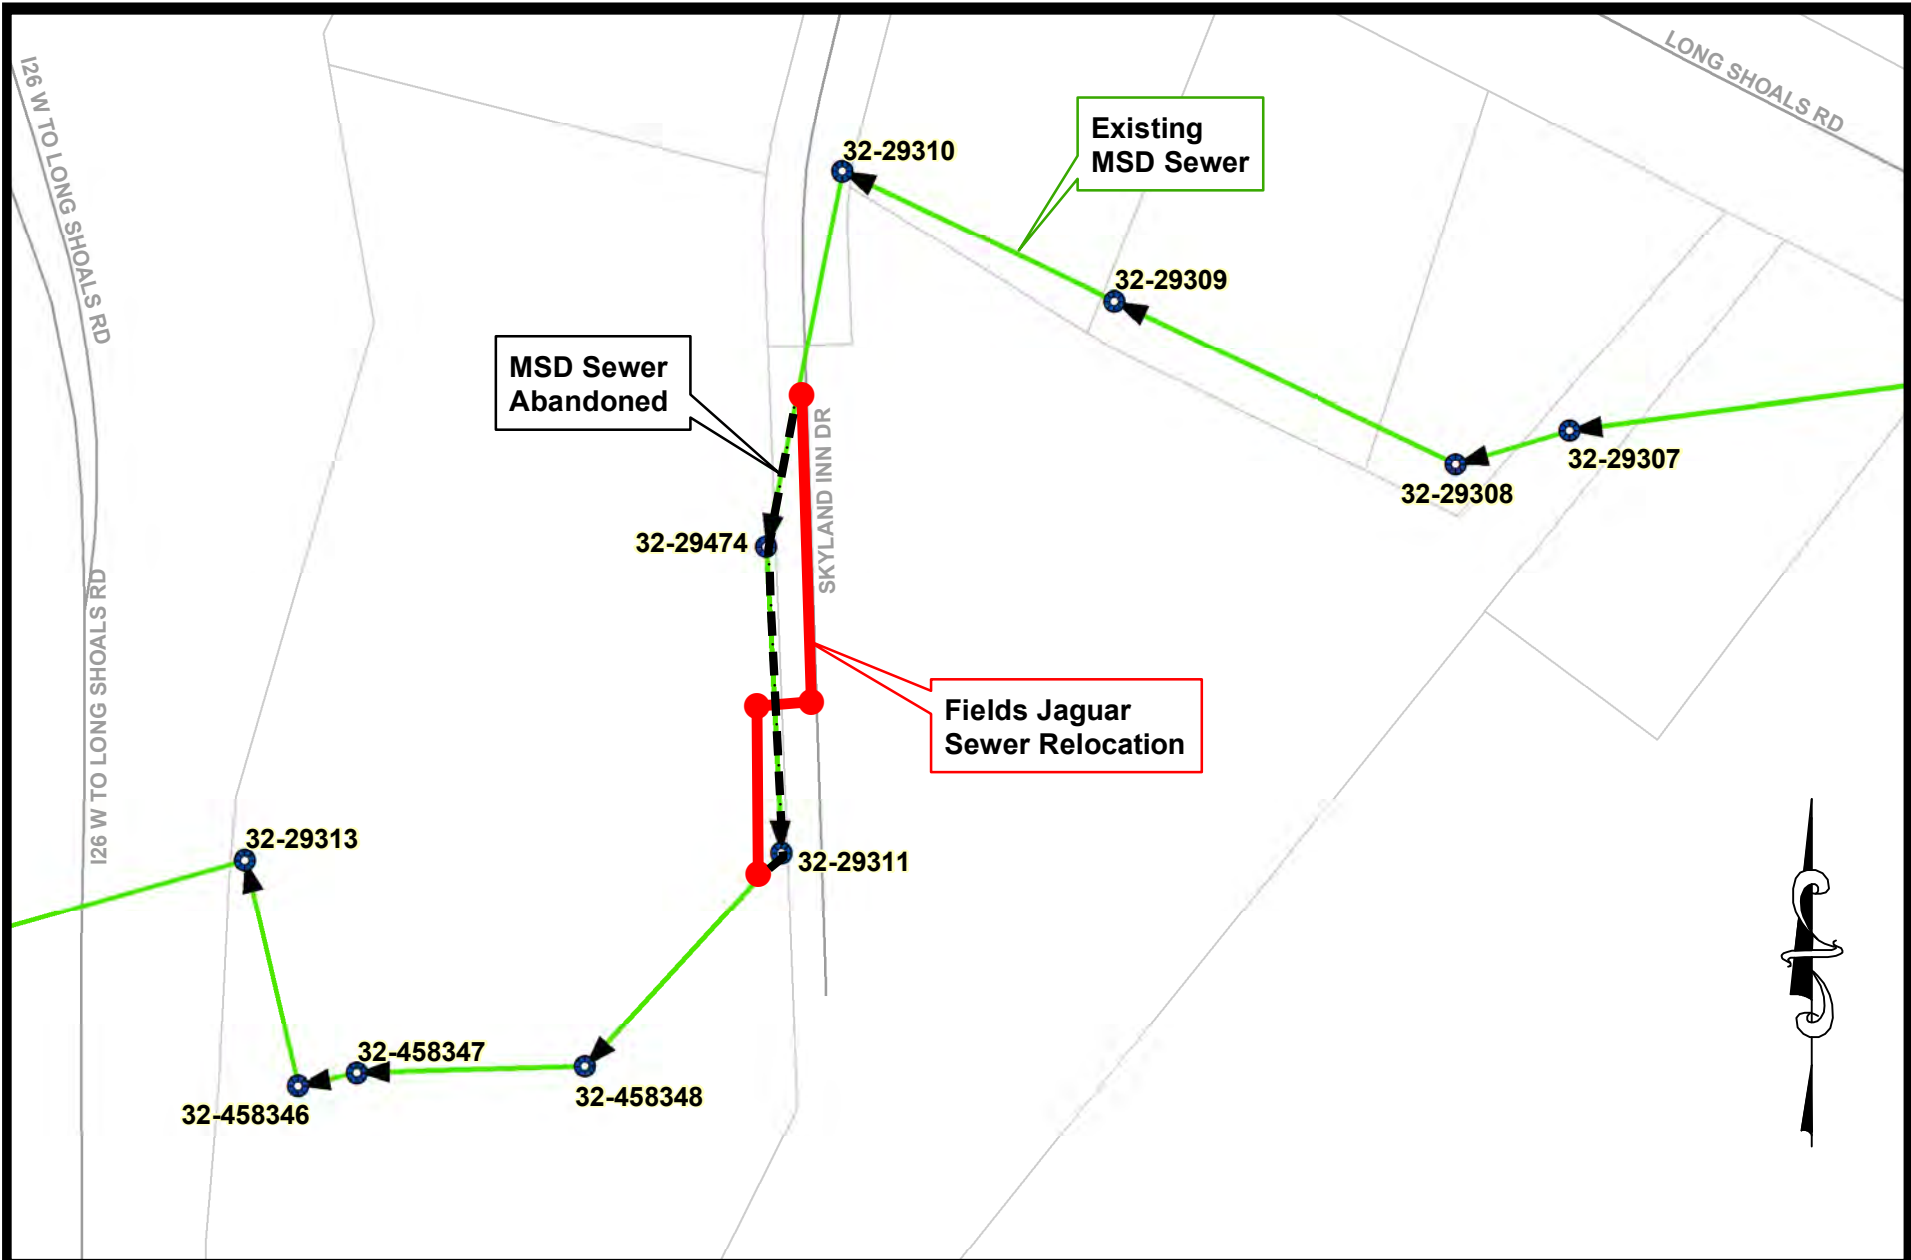 I26 W TO LONG SHOALS RD
LONG SHOALS RD
Existing
MSD Sewer
32-29310
32-29309
MSD Sewer
Abandoned
SKYLAND INN DR
32-29307
32-29308
32-29474
I26 W TO LONG SHOALS RD
Fields Jaguar
Sewer Relocation
32-29313
32-29311
32-458347
32-458348
32-458346